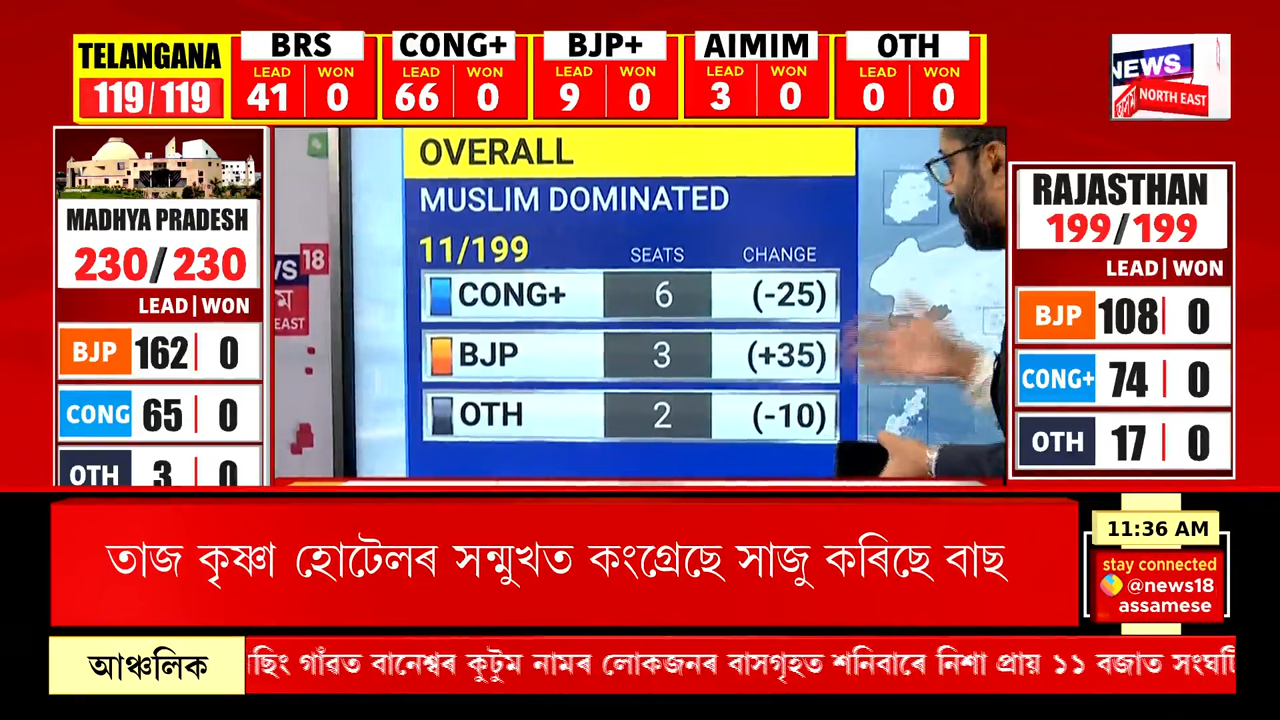 TELANGANA
119/119
BRS
LEAD WON
41 0
CONG+
LEAD WON
66 0
BJP+
LEAD WON
9 0
AIMIM
LEAD WON
3 0
OTH
LEAD WON
0 0
NEWS
NORTH EAST
MADHYA PRADESH
230/230
LEAD WON
BJP 162 0
CONG 65 0
OTH 3 0
18
EAST
OVERALL
MUSLIM DOMINATED
11/199 SEATS CHANGE
CONG+ 6 (-25)
BJP 3 (+35)
OTH 2 (-10)
RAJASTHAN
199/199
LEAD WON
BJP 108 0
CONG+ 74 0
OTH 17 0
তাজ কৃষ্ণা হোটেলৰ সন্মুখত কংগ্ৰেছে সাজু কৰিছে বাছ
11:36 AM
stay connected
@news18
assamese
আঞ্চলিক
গাঁৱত বানেশ্বৰ কুটুম নামৰ লোকজনৰ বাসগৃহত শনিবাৰে নিশা প্ৰায় ১১ বজাত